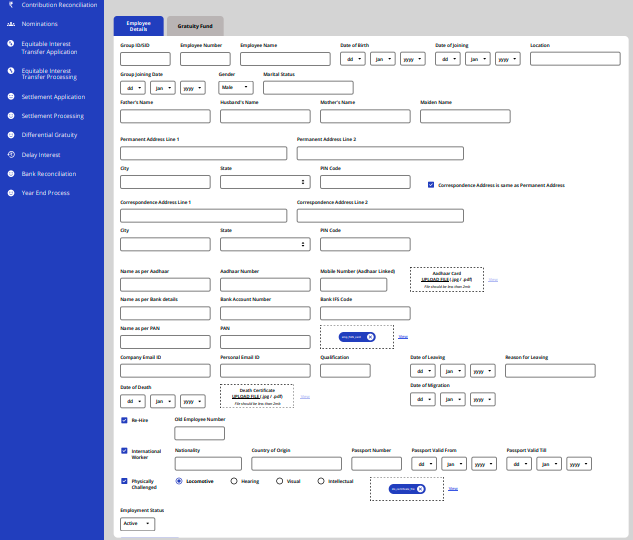 Contribution Reconciliation
Nominations
Equitable Interest
Transfer Application
Equitable Interest
Transfer Processing
Settlement Application
Settlement Processing
Differential Gratuity
Delay Interest
Bank Reconciliation
Year End Process
Employee
Details
Gratuity Fund
Group ID/SID Employee Number Employee Name Date of Birth Date of Joining Location
dd Jan yyyy dd Jan yyyy
Group Joining Date Gender Marital Status
dd Jan yyyy Male
Father's Name Husband's Name Mother's Name Maiden Name
Permanent Address Line 1 Permanent Address Line 2
City State PIN Code
Correspondence Address is same as Permanent Address
Correspondence Address Line 1 Correspondence Address Line 2
City State PIN Code
Name as per Aadhaar Aadhaar Number Mobile Number (Aadhaar Linked)
Aadhaar Card
UPLOAD FILE (.jpg / .pdf)
File should be less than 2mb
View
Name as per Bank details Bank Account Number Bank IFS Code
Name as per PAN PAN
View
Company Email ID Personal Email ID Qualification Date of Leaving Reason for Leaving
dd Jan yyyy
Date of Death
dd Jan yyyy
Death Certificate
UPLOAD FILE (.jpg / .pdf)
File should be less than 2mb
View
Date of Migration
dd Jan yyyy
Re-Hire Old Employee Number
International
Worker
Nationality Country of Origin Passport Number Passport Valid From Passport Valid Till
dd Jan yyyy dd Jan yyyy
Physically
Challenged
Locomotive Hearing Visual Intellectual
View
Employment Status
Active